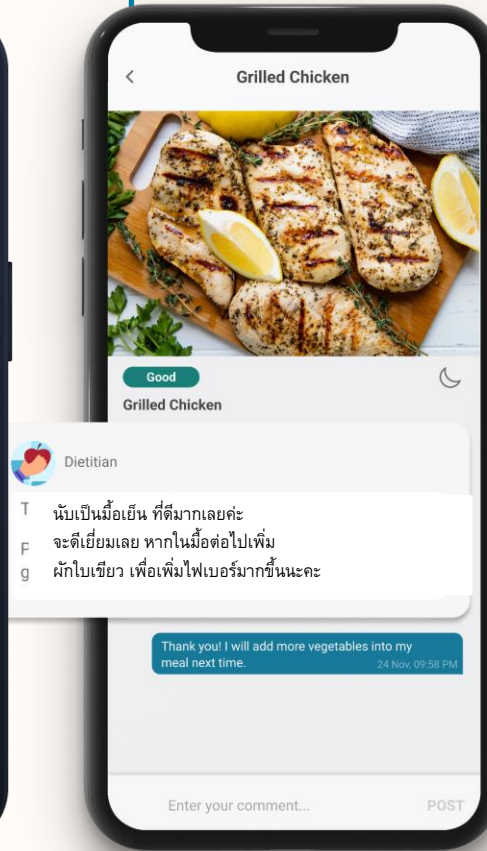 Grilled Chicken
Good
Grilled Chicken
Dietitian
นับเป็นมื้อเย็น ที่ดีมากเลยค่ะ
จะดีเยี่ยมเลย หากในมื้อต่อไปเพิ่ม
ผักใบเขียว เพื่อเพิ่มไฟเบอร์มากขึ้นนะคะ
Thank you! I will add more vegetables into my
meal next time.
24 Nov, 09:58 PM
Enter your comment...
POST